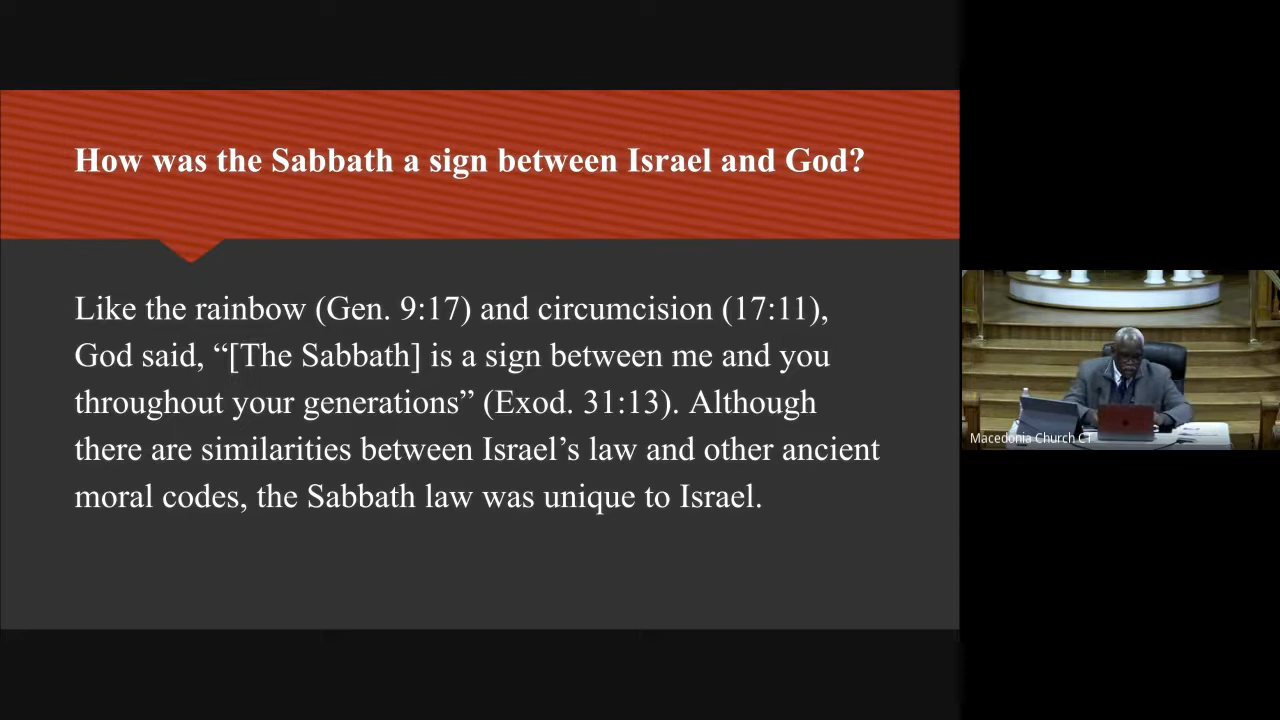 How was the Sabbath a sign between Israel and God?
Like the rainbow (Gen. 9:17) and circumcision (17:11),
God said, “[The Sabbath] is a sign between me and you
throughout your generations” (Exod. 31:13). Although
there are similarities between Israel’s law and other ancient
moral codes, the Sabbath law was unique to Israel.
Macedonia Church CT